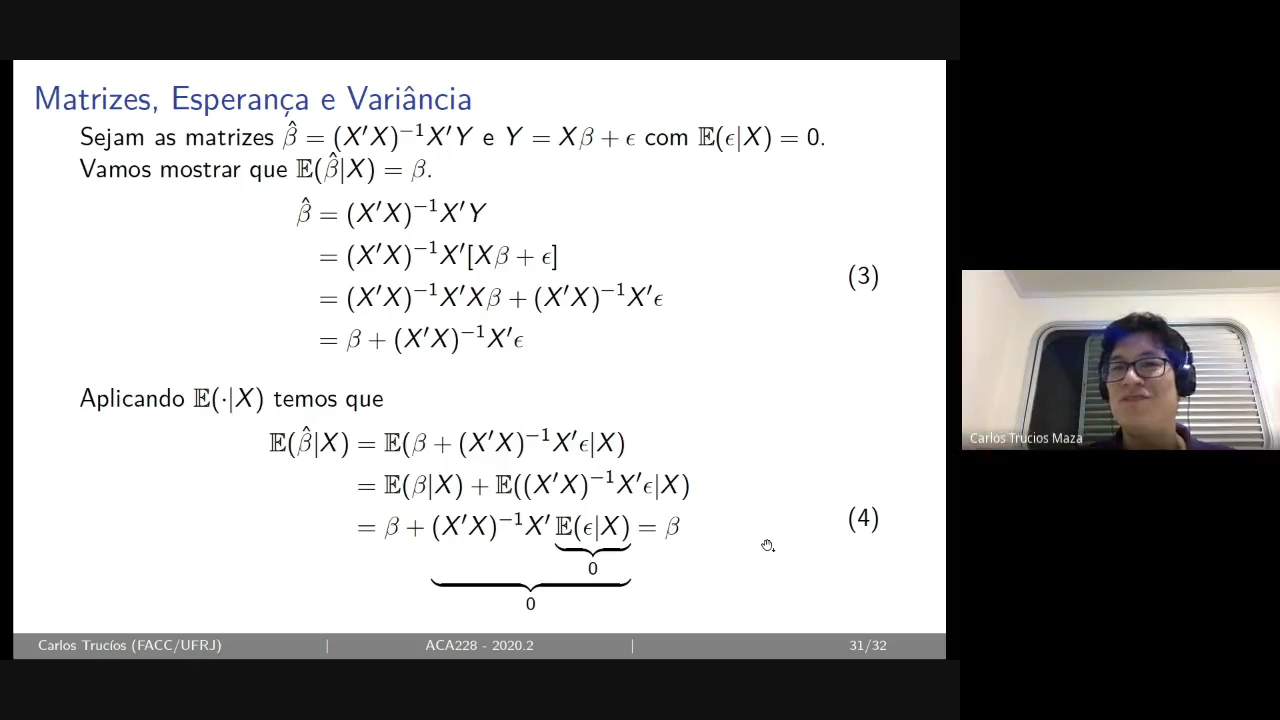 Matrizes, Esperança e Variância
Sejam as matrizes β̂ = (X′X)⁻¹X′Y e Y = Xβ + ϵ com 𝔼(ϵ|X) = 0.
Vamos mostrar que 𝔼(β̂|X) = β.
β̂ = (X′X)⁻¹X′Y
= (X′X)⁻¹X′[Xβ + ϵ]
= (X′X)⁻¹X′Xβ + (X′X)⁻¹X′ϵ
= β + (X′X)⁻¹X′ϵ
(3)
Aplicando 𝔼(·|X) temos que
𝔼(β̂|X) = 𝔼(β + (X′X)⁻¹X′ϵ|X)
= 𝔼(β|X) + 𝔼((X′X)⁻¹X′ϵ|X)
= β + (X′X)⁻¹X′ 𝔼(ϵ|X) = β
0
0
(4)
Carlos Trucíos (FACC/UFRJ) | ACA228 - 2020.2 | 31/32
Carlos Trucios Maza